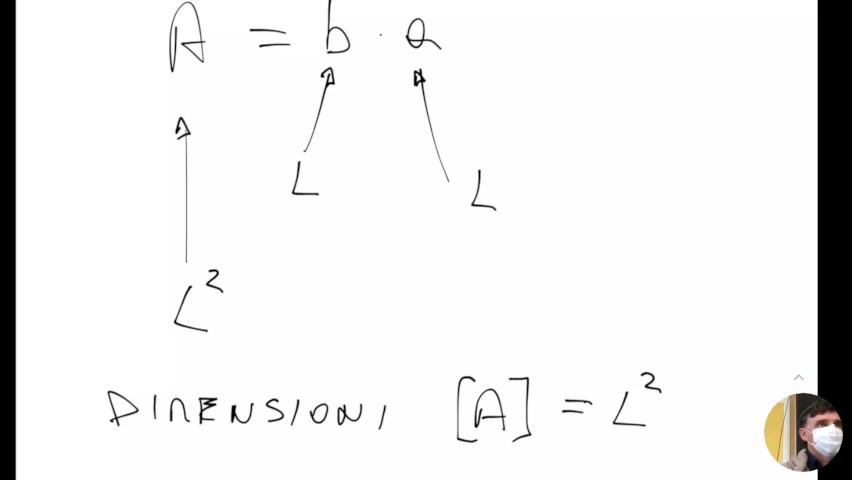 A = b · a
L L
L²
DIMENSIONI [A] = L²